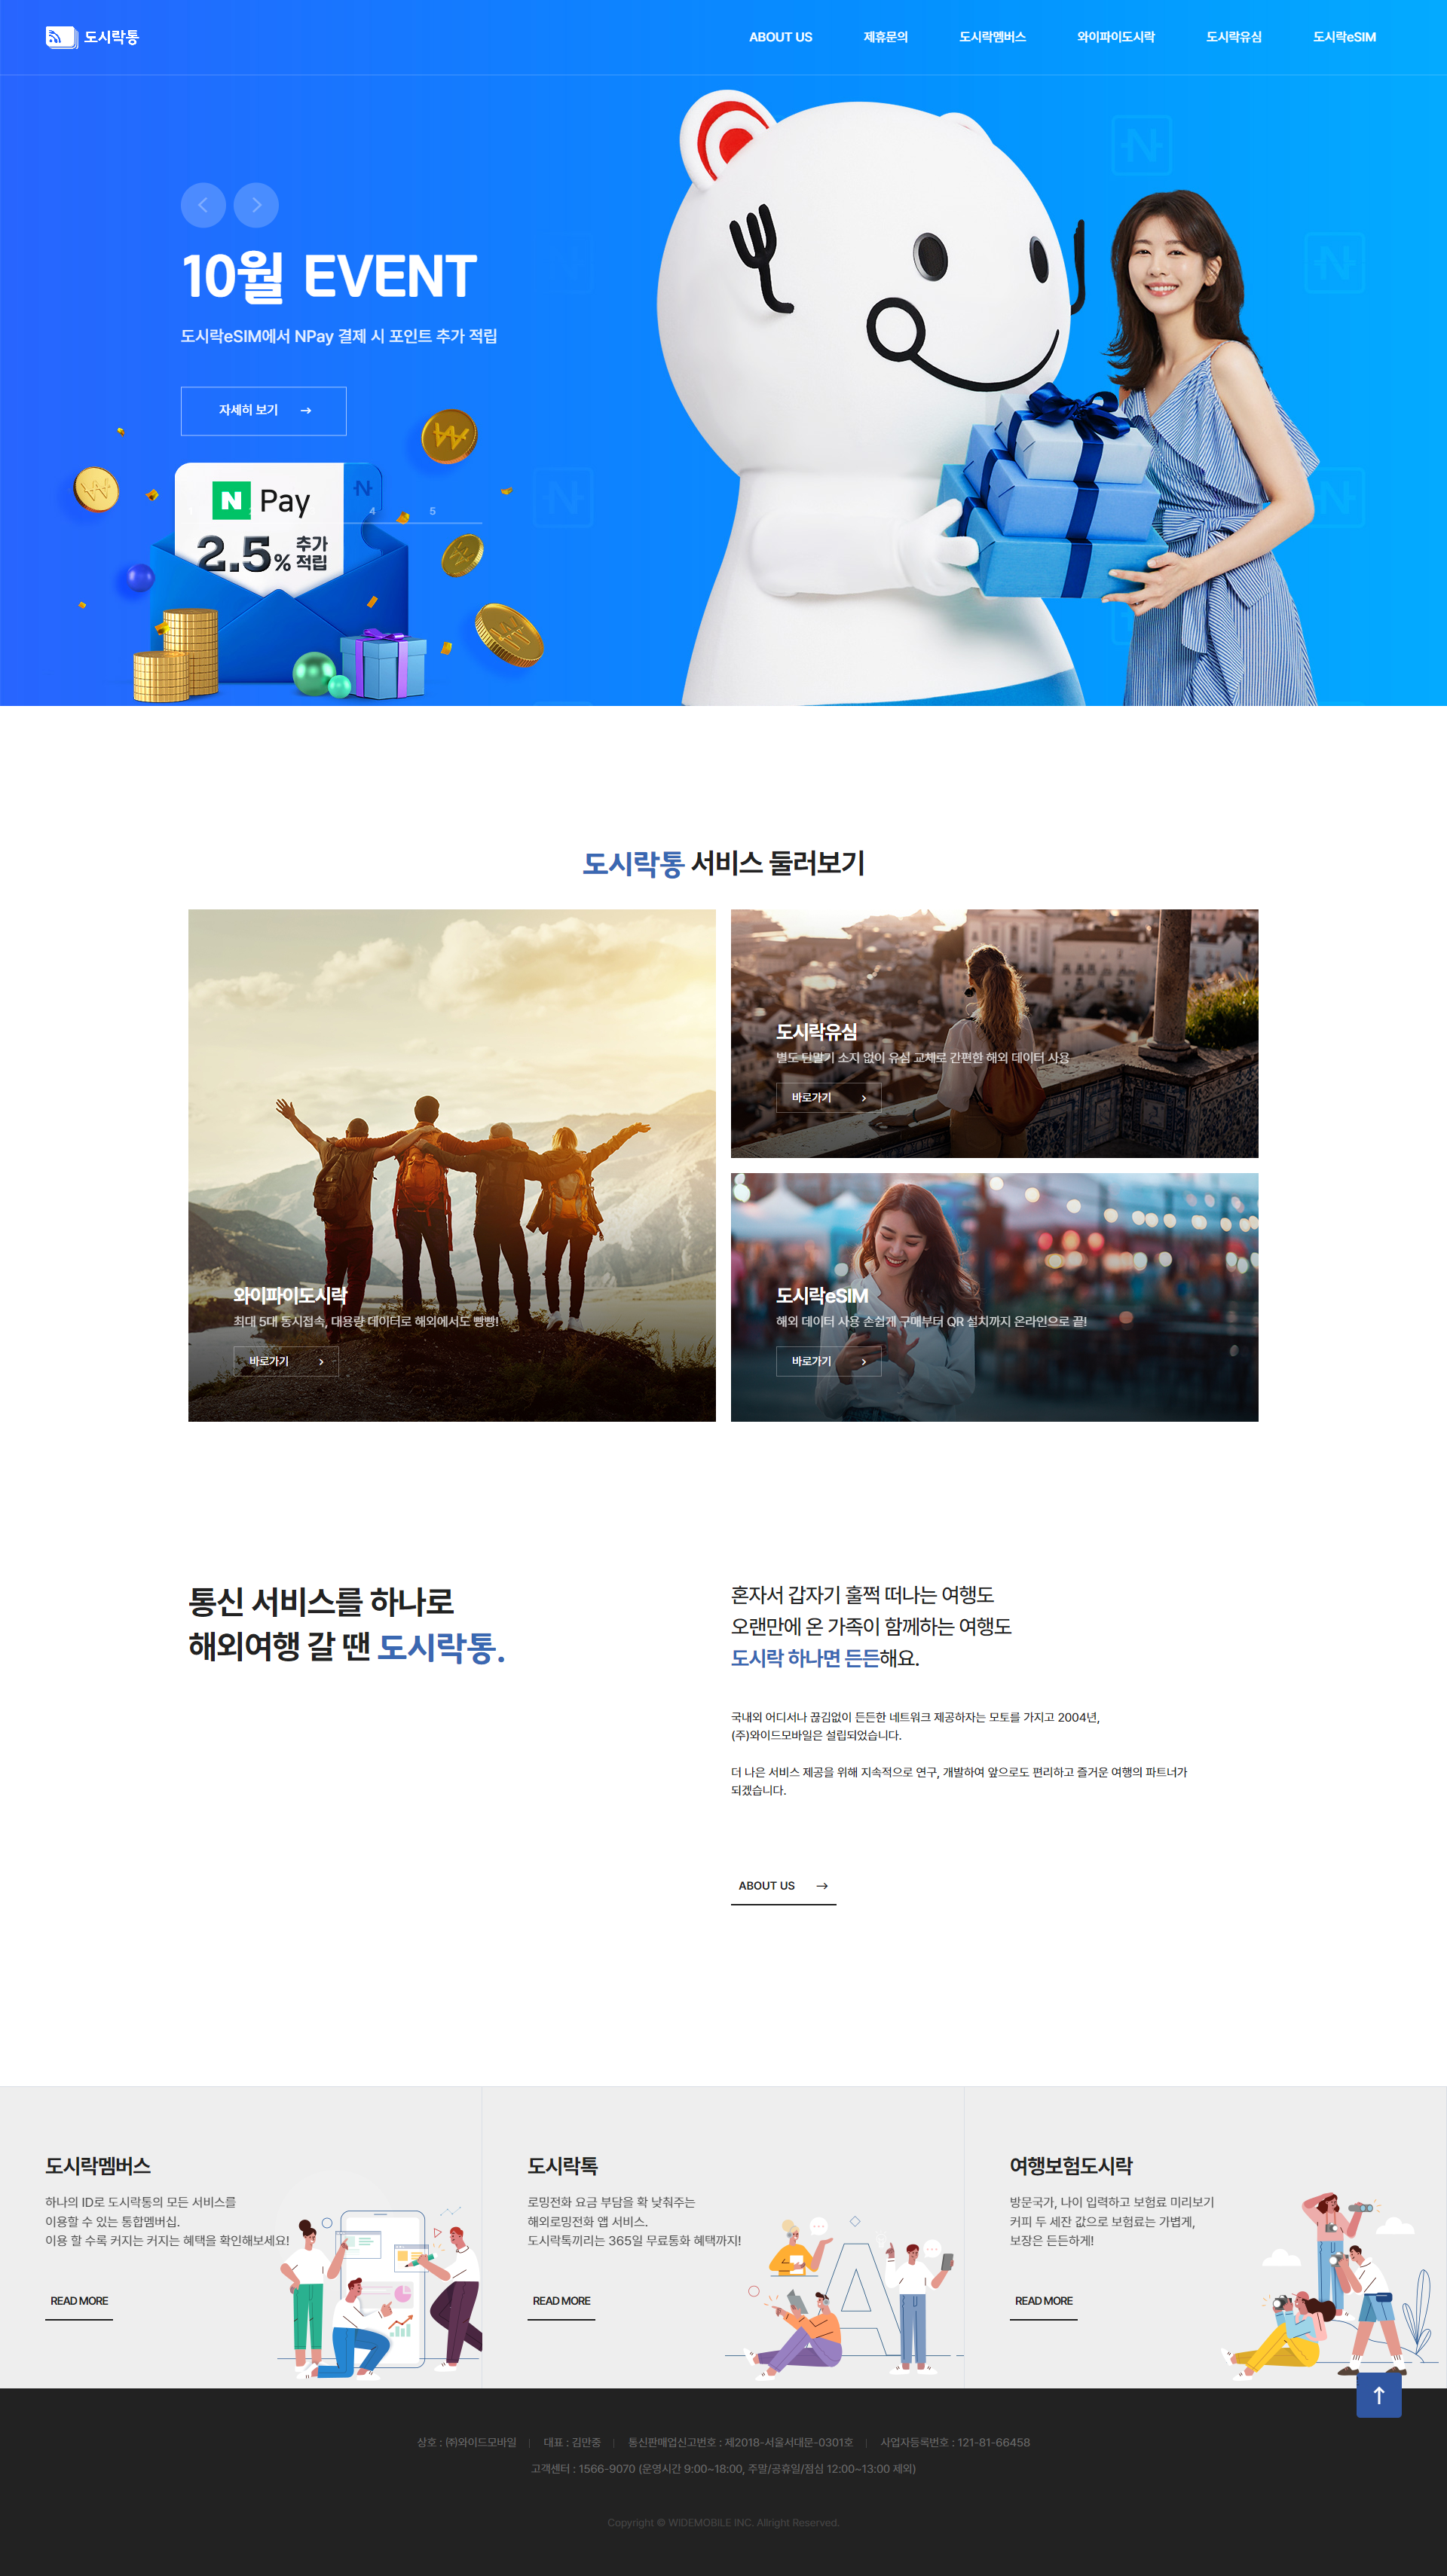 도시락통
ABOUT US
제휴문의
도시락멤버스
와이파이도시락
도시락유심
도시락eSIM
10월 EVENT
도시락eSIM에서 NPay 결제 시 포인트 추가 적립
자세히 보기 →
N Pay
4
5
2.5% 추가 적립
도시락통 서비스 둘러보기
도시락유심
별도 단말기 소지 없이 유심 교체로 간편한 해외 데이터 사용
바로가기
와이파이도시락
최대 5대 동시접속, 대용량 데이터로 해외에서도 빵빵!
바로가기
도시락eSIM
해외 데이터 사용 손쉽게 구매부터 QR 설치까지 온라인으로 끝!
바로가기
통신 서비스를 하나로
해외여행 갈 땐 도시락통.
혼자서 갑자기 훌쩍 떠나는 여행도
오랜만에 온 가족이 함께하는 여행도
도시락 하나면 든든해요.
국내외 어디서나 끊김없이 든든한 네트워크 제공하자는 모토를 가지고 2004년,
(주)와이드모바일은 설립되었습니다.
더 나은 서비스 제공을 위해 지속적으로 연구, 개발하여 앞으로도 편리하고 즐거운 여행의 파트너가
되겠습니다.
ABOUT US →
도시락멤버스
하나의 ID로 도시락통의 모든 서비스를
이용할 수 있는 통합멤버십.
이용 할 수록 커지는 커지는 혜택을 확인해보세요!
READ MORE
도시락톡
로밍전화 요금 부담을 확 낮춰주는
해외로밍전화 앱 서비스.
도시락톡끼리는 365일 무료통화 혜택까지!
READ MORE
여행보험도시락
방문국가, 나이 입력하고 보험료 미리보기
커피 두 세잔 값으로 보험료는 가볍게,
보장은 든든하게!
READ MORE
상호 : ㈜와이드모바일 | 대표 : 김만중 | 통신판매업신고번호 : 제2018-서울서대문-0301호 | 사업자등록번호 : 121-81-66458
고객센터 : 1566-9070 (운영시간 9:00~18:00, 주말/공휴일/점심 12:00~13:00 제외)
Copyright © WIDEMOBILE INC. Allright Reserved.